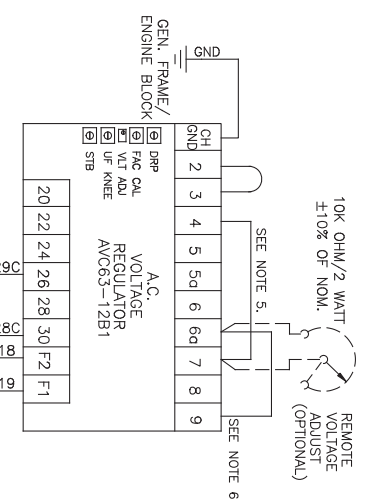 GEN. FRAME/
ENGINE BLOCK
GND
CH
GND
2
3
4
5
5a
6
6a
7
8
9
DRP
FAC CAL
VLT ADJ
UF KNEE
STB
A.C.
VOLTAGE
REGULATOR
AVC63-12B1
20
22
24
26
28
30
F2
F1
29C
28C
18
19
SEE NOTE 5.
SEE NOTE 6
10K OHM/2 WATT
±10% OF NOM.
REMOTE
VOLTAGE
ADJUST
(OPTIONAL)